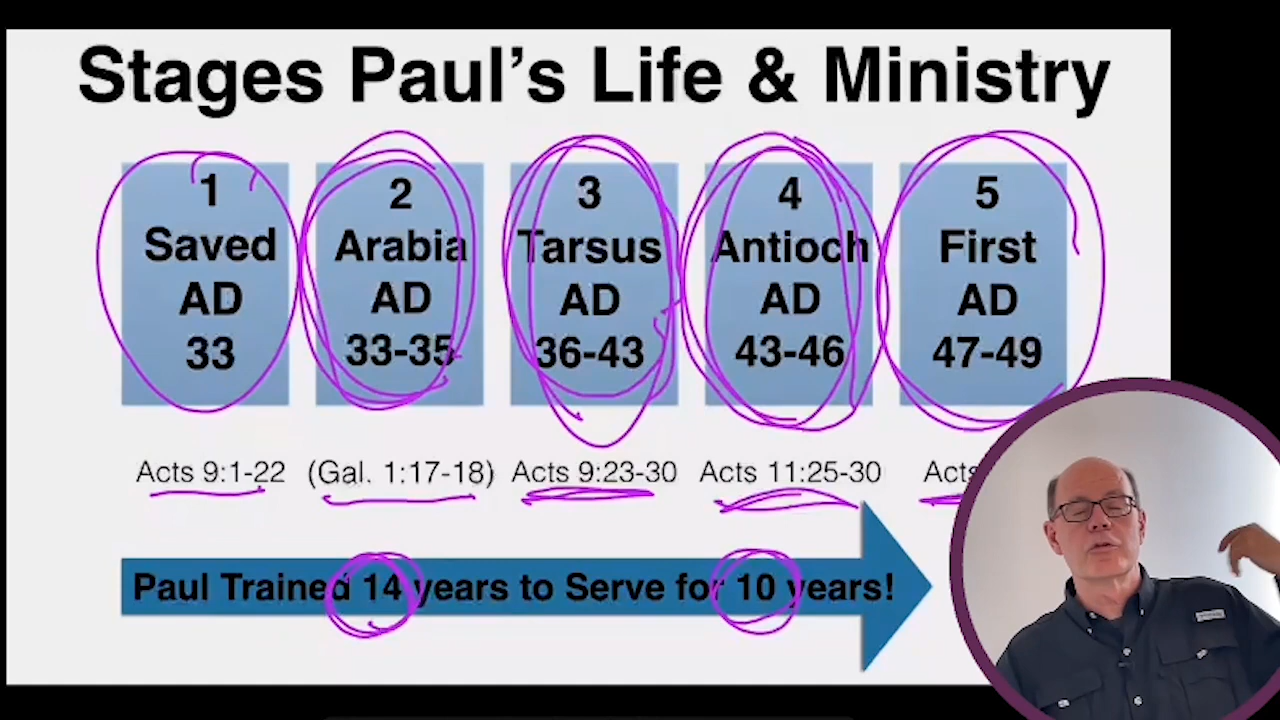 Stages Paul's Life & Ministry
1
Saved
AD
33
2
Arabia
AD
33-35
3
Tarsus
AD
36-43
4
Antioch
AD
43-46
5
First
AD
47-49
Acts 9:1-22
(Gal. 1:17-18)
Acts 9:23-30
Acts 11:25-30
Acts
Paul Trained 14 years to Serve for 10 years!